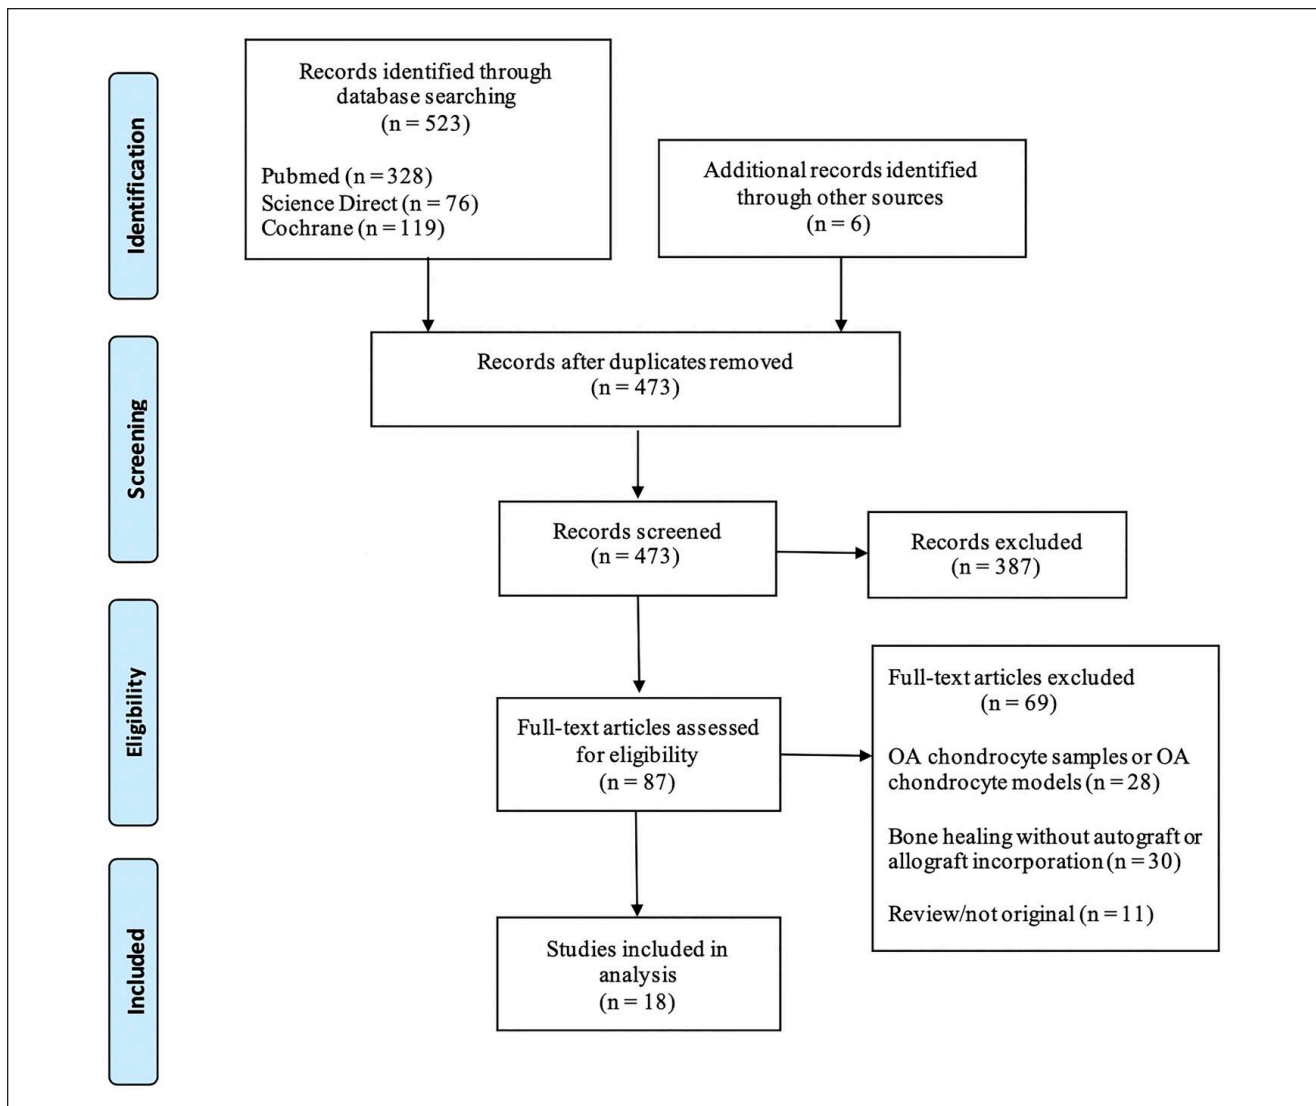 Identification
Records identified through
database searching
(n = 523)
Pubmed (n = 328)
Science Direct (n = 76)
Cochrane (n = 119)
Additional records identified
through other sources
(n = 6)
Screening
Records after duplicates removed
(n = 473)
Records screened
(n = 473)
Records excluded
(n = 387)
Eligibility
Full-text articles assessed
for eligibility
(n = 87)
Full-text articles excluded
(n = 69)
OA chondrocyte samples or OA
chondrocyte models (n = 28)
Bone healing without autograft or
allograft incorporation (n = 30)
Review/not original (n = 11)
Included
Studies included in
analysis
(n = 18)